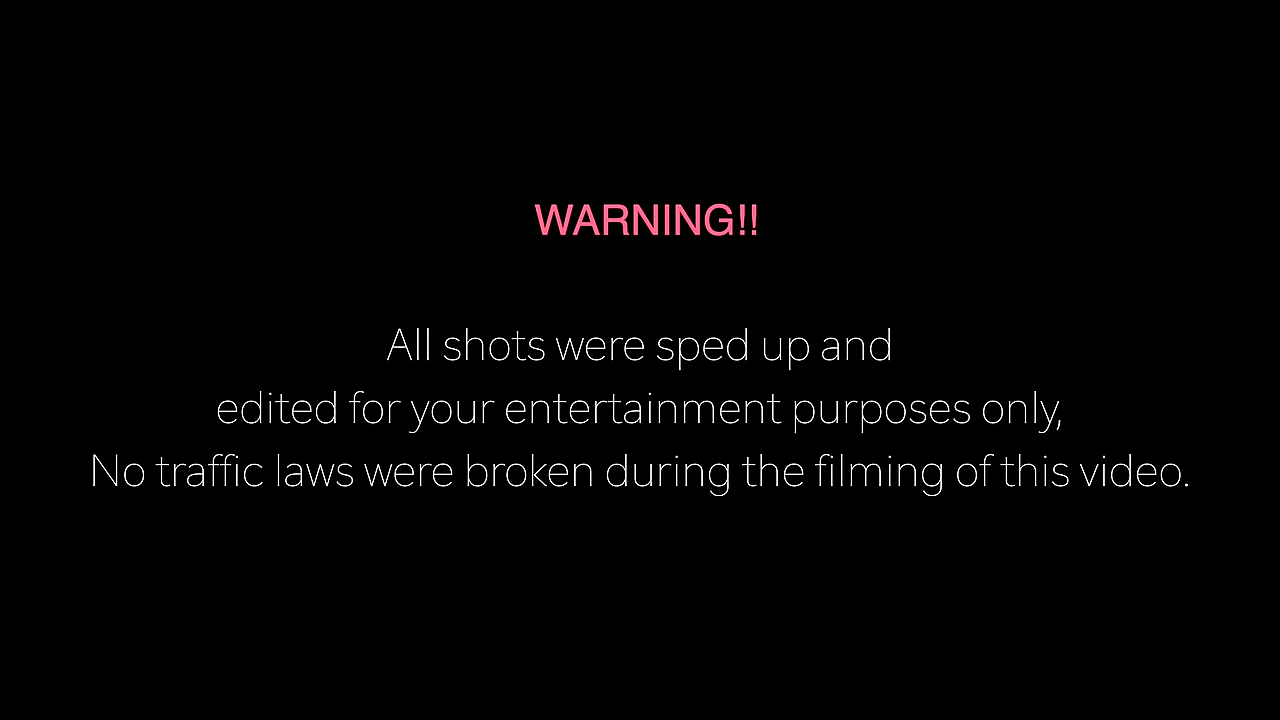 WARNING!!
All shots were sped up and
edited for your entertainment purposes only,
No traffic laws were broken during the filming of this video.